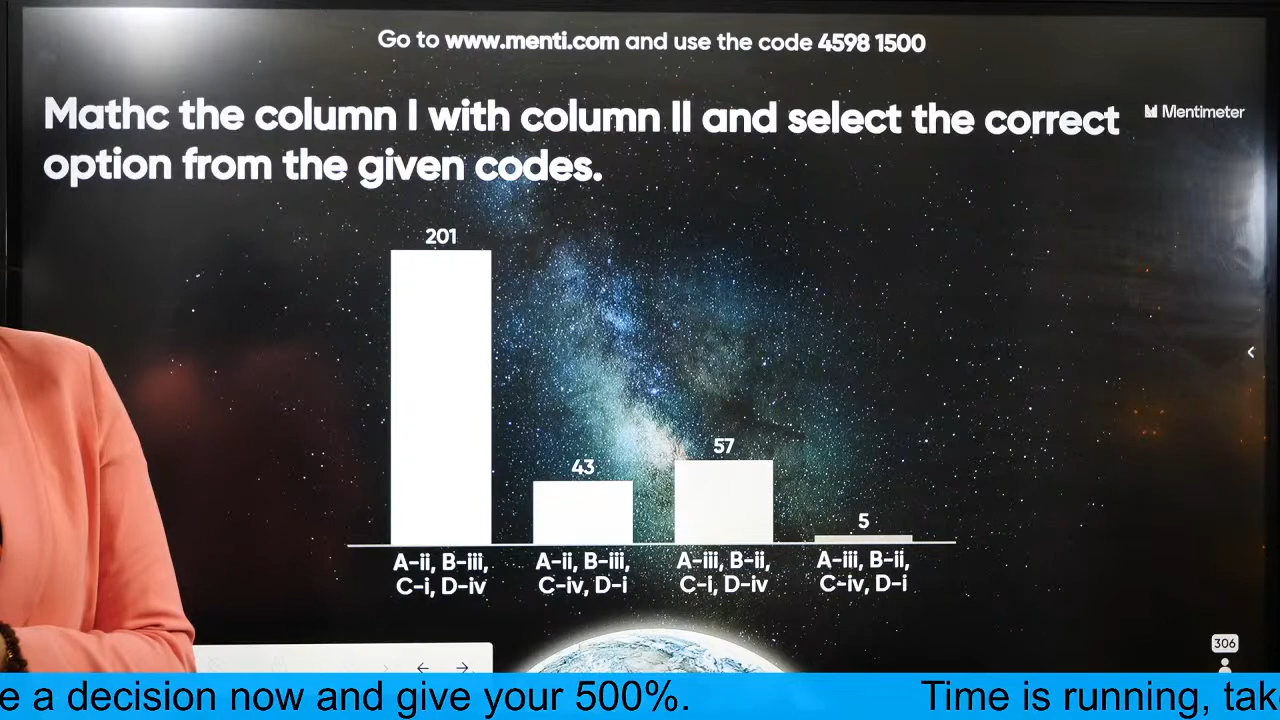 Go to www.menti.com and use the code 4598 1500
Mathc the column I with column II and select the correct
option from the given codes.
Mentimeter
201
43
57
5
A-ii, B-iii,
C-i, D-iv
A-ii, B-iii,
C-iv, D-i
A-iii, B-ii,
C-i, D-iv
A-iii, B-ii,
C-iv, D-i
306
e a decision now and give your 500%.
Time is running, tak